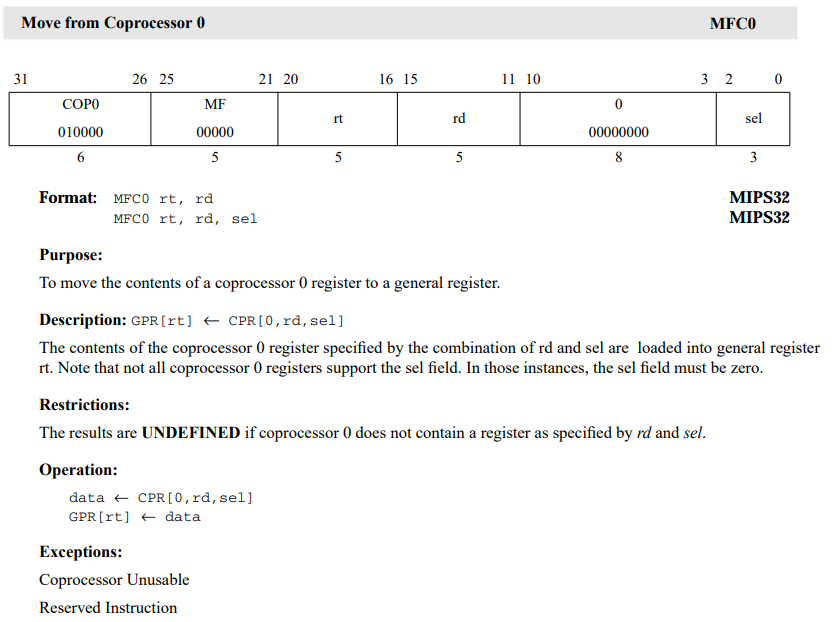 Move from Coprocessor 0 MFC0
31 26 25 21 20 16 15 11 10 3 2 0
COP0 MF rt rd 0 sel
010000 00000 00000000
6 5 5 5 8 3
Format: MFC0 rt, rd MIPS32
MFC0 rt, rd, sel MIPS32
Purpose:
To move the contents of a coprocessor 0 register to a general register.
Description: GPR[rt] ← CPR[0,rd,sel]
The contents of the coprocessor 0 register specified by the combination of rd and sel are loaded into general register
rt. Note that not all coprocessor 0 registers support the sel field. In those instances, the sel field must be zero.
Restrictions:
The results are UNDEFINED if coprocessor 0 does not contain a register as specified by rd and sel.
Operation:
data ← CPR[0,rd,sel]
GPR[rt] ← data
Exceptions:
Coprocessor Unusable
Reserved Instruction